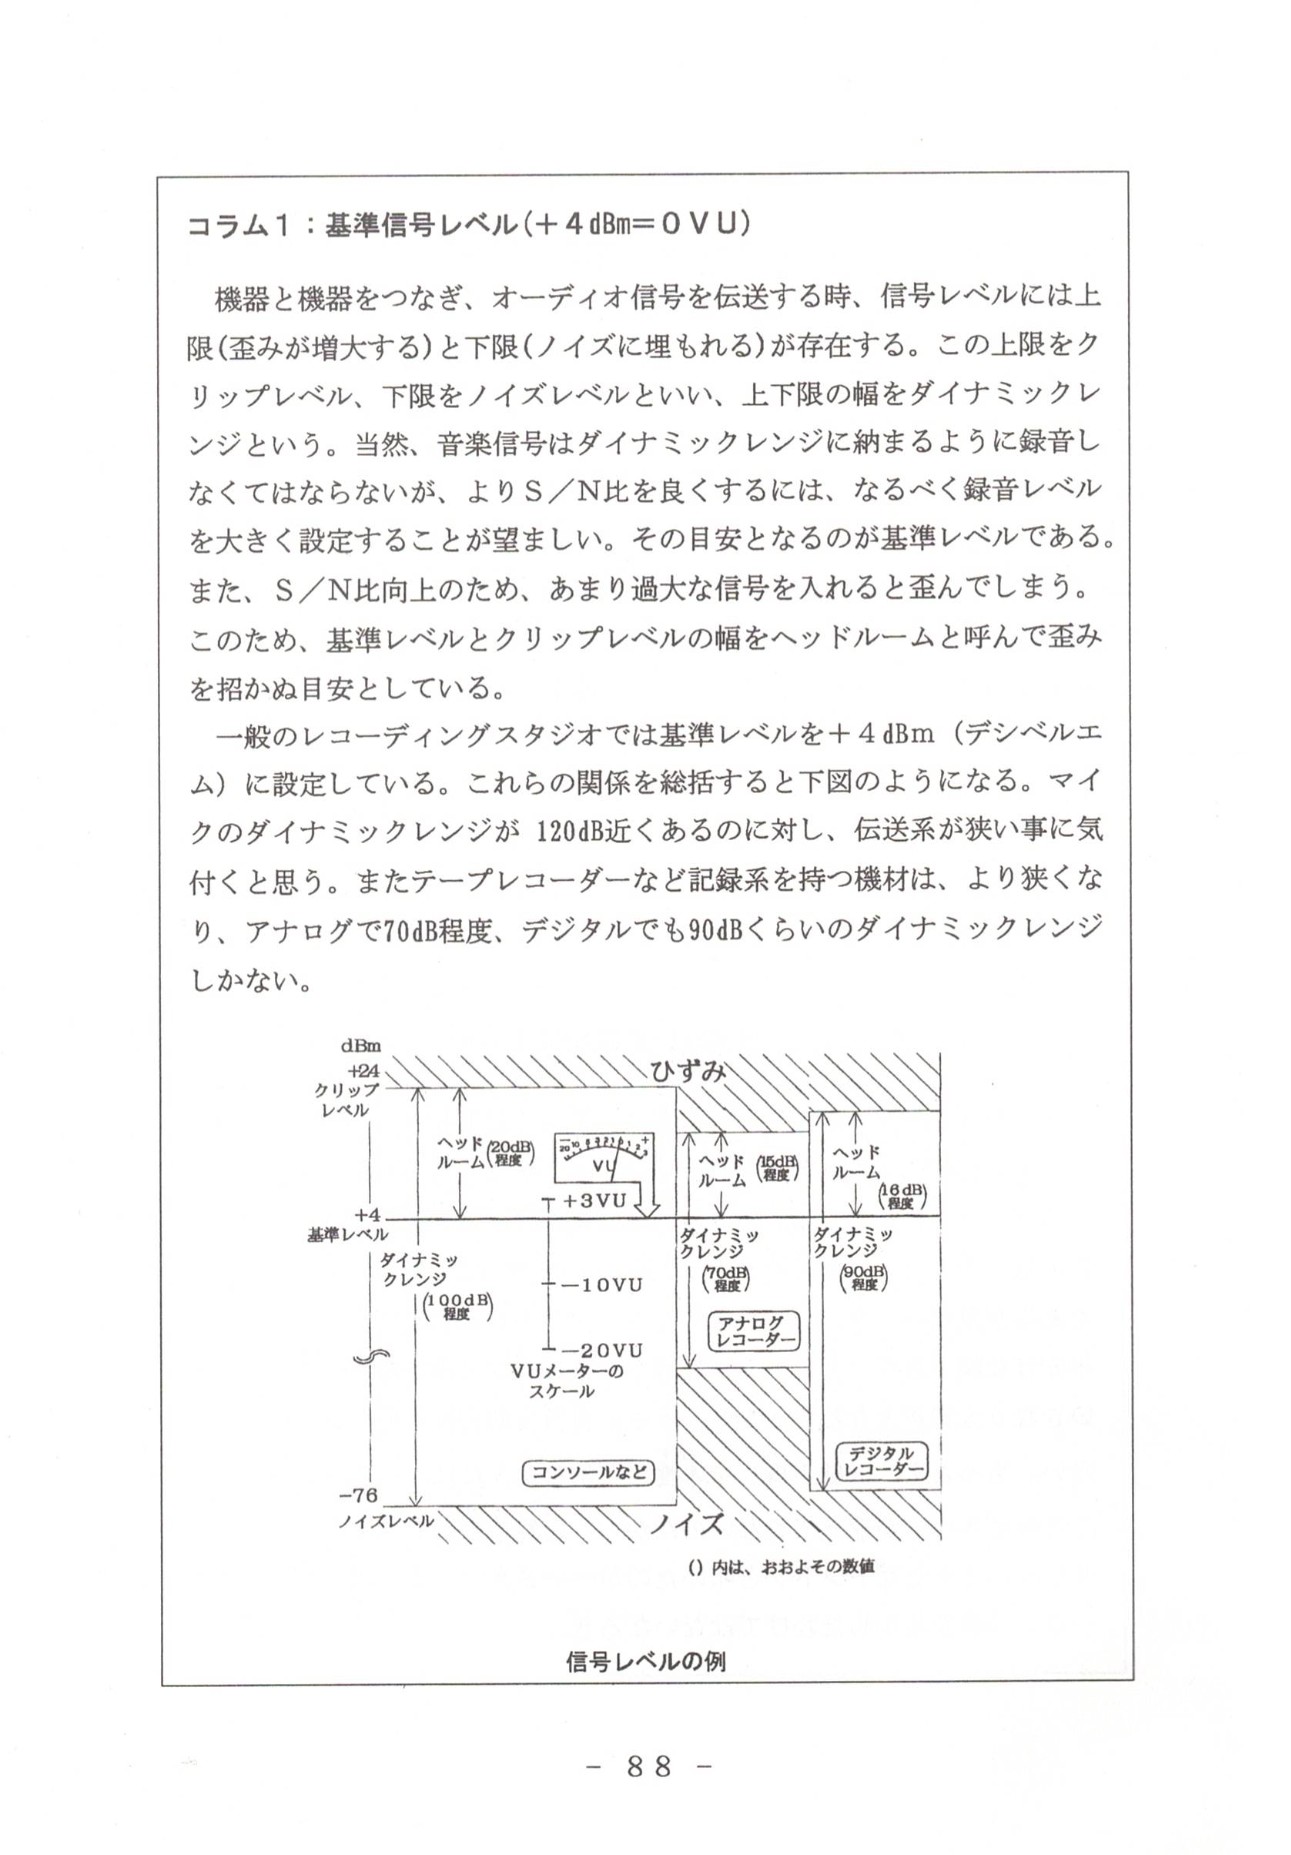 コラム1：基準信号レベル(＋4dBm＝0VU)
機器と機器をつなぎ、オーディオ信号を伝送する時、信号レベルには上
限(歪みが増大する)と下限(ノイズに埋もれる)が存在する。この上限をク
リップレベル、下限をノイズレベルといい、上下限の幅をダイナミックレ
ンジという。当然、音楽信号はダイナミックレンジに納まるように録音し
なくてはならないが、よりS／N比を良くするには、なるべく録音レベル
を大きく設定することが望ましい。その目安となるのが基準レベルである。
また、S／N比向上のため、あまり過大な信号を入れると歪んでしまう。
このため、基準レベルとクリップレベルの幅をヘッドルームと呼んで歪み
を招かぬ目安としている。
一般のレコーディングスタジオでは基準レベルを＋4dBm（デシベルエ
ム）に設定している。これらの関係を総括すると下図のようになる。マイ
クのダイナミックレンジが 120dB近くあるのに対し、伝送系が狭い事に気
付くと思う。またテープレコーダーなど記録系を持つ機材は、より狭くな
り、アナログで70dB程度、デジタルでも90dBくらいのダイナミックレンジ
しかない。
dBm
+24
クリップ
レベル
ひずみ
ヘッド
ルーム
(20dB程度)
VU
+3VU
ヘッド
ルーム
(15dB程度)
ヘッド
ルーム
(16dB程度)
+4
基準レベル
ダイナミッ
クレンジ
(100dB程度)
−10VU
−20VU
VUメーターの
スケール
ダイナミッ
クレンジ
(70dB程度)
アナログ
レコーダー
ダイナミッ
クレンジ
(90dB程度)
デジタル
レコーダー
コンソールなど
−76
ノイズレベル
ノイズ
() 内は、おおよその数値
信号レベルの例
− 88 −